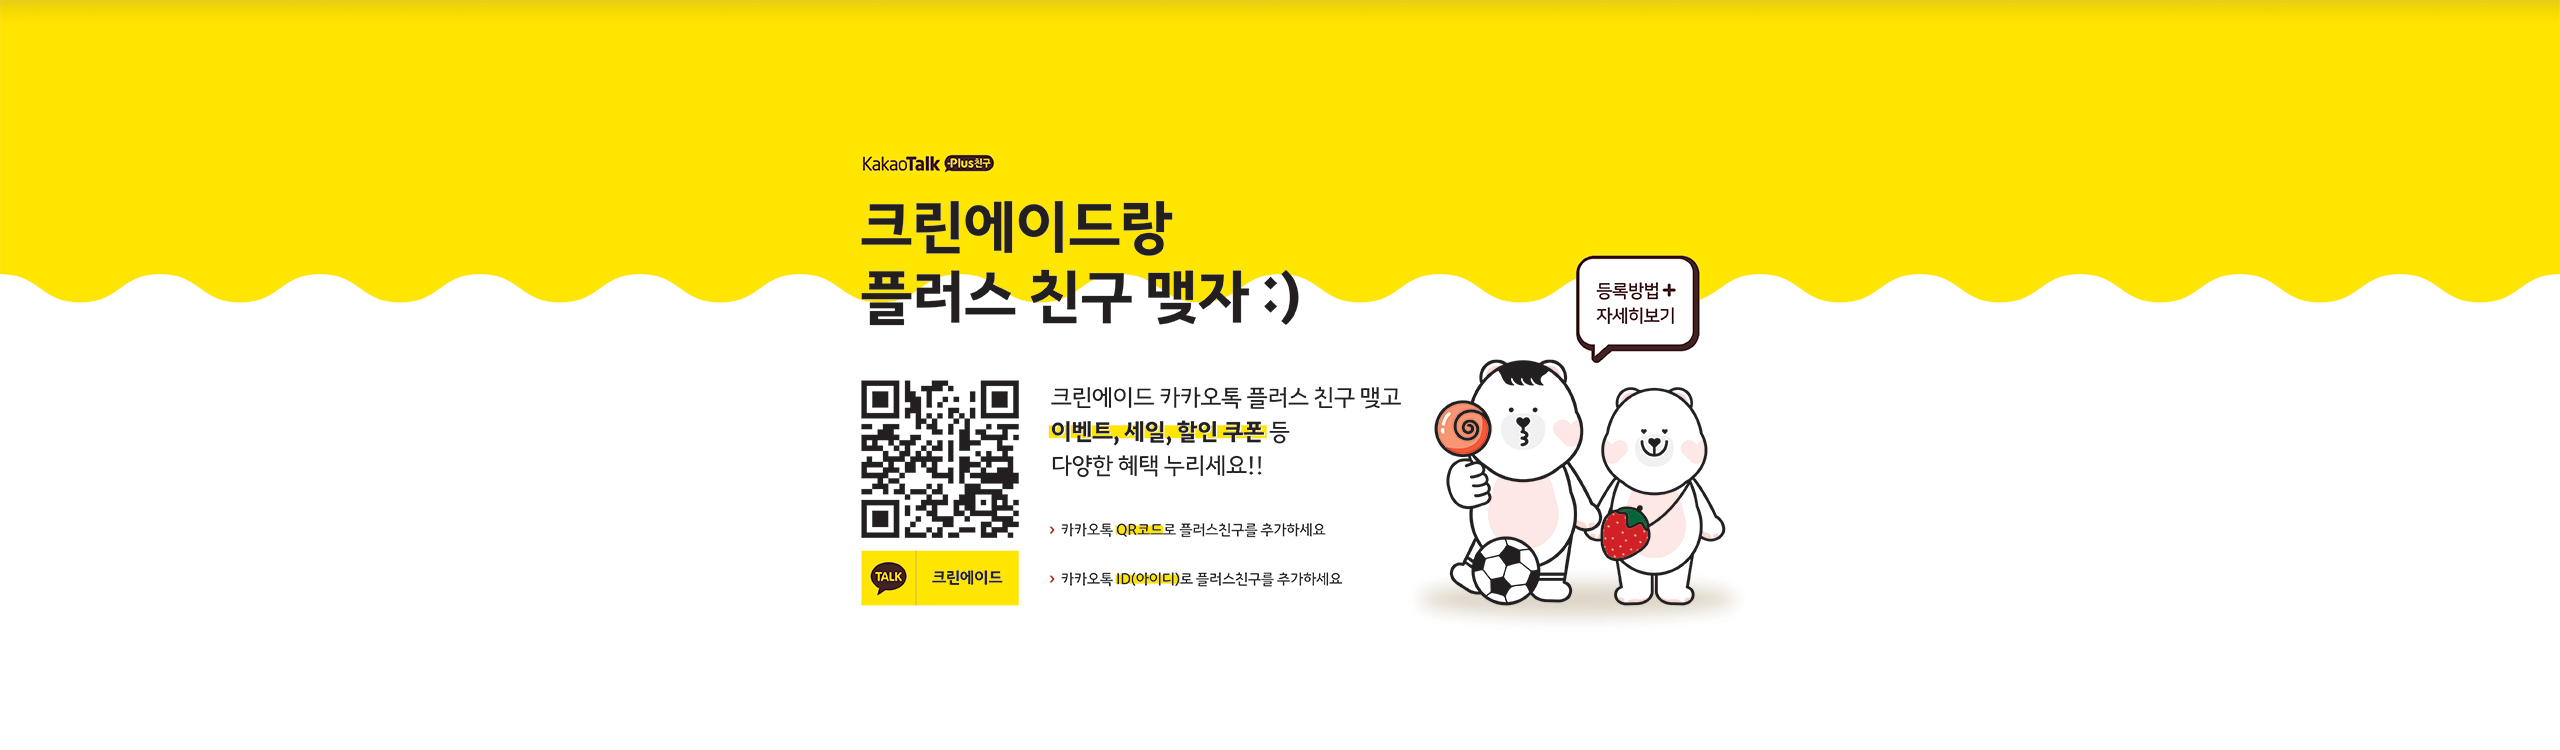 KakaoTalk Plus친구
크린에이드랑
플러스 친구 맺자 :)
등록방법+
자세히보기
크린에이드 카카오톡 플러스 친구 맺고
이벤트, 세일, 할인 쿠폰 등
다양한 혜택 누리세요!!
› 카카오톡 QR코드로 플러스친구를 추가하세요
TALK 크린에이드
› 카카오톡 ID(아이디)로 플러스친구를 추가하세요